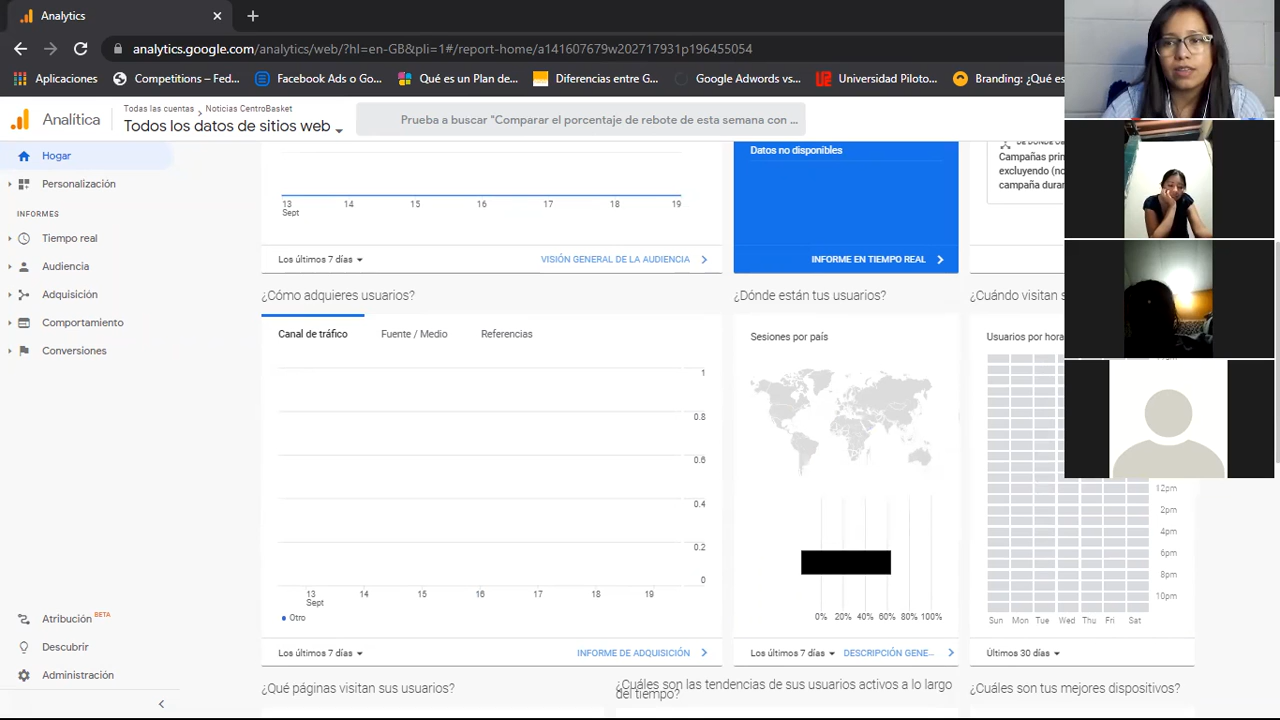 Analytics
analytics.google.com/analytics/web/?hl=en-GB&pli=1#/report-home/a141607679w202717931p196455054
Aplicaciones
Competitions – Fed...
Facebook Ads o Go...
Qué es un Plan de...
Diferencias entre G...
Google Adwords vs...
Universidad Piloto...
Branding: ¿Qué es
Analítica
Todas las cuentas > Noticias CentroBasket
Todos los datos de sitios web
Prueba a buscar "Comparar el porcentaje de rebote de esta semana con ...
Hogar
Personalización
INFORMES
Tiempo real
Audiencia
Adquisición
Comportamiento
Conversiones
Atribución BETA
Descubrir
Administración
13 14 15 16 17 18 19
Sept
Los últimos 7 días
VISIÓN GENERAL DE LA AUDIENCIA
Datos no disponibles
INFORME EN TIEMPO REAL
Campañas prin
excluyendo (no
campaña duran
¿Cómo adquieres usuarios?
Canal de tráfico
Fuente / Medio
Referencias
1
0.8
0.6
0.4
0.2
0
13 14 15 16 17 18 19
Sept
Otro
Los últimos 7 días
INFORME DE ADQUISICIÓN
¿Dónde están tus usuarios?
Sesiones por país
0% 20% 40% 60% 80% 100%
Los últimos 7 días
DESCRIPCIÓN GENE...
¿Cuándo visitan s
Usuarios por hora
12pm
2pm
4pm
6pm
8pm
10pm
Sun Mon Tue Wed Thu Fri Sat
Últimos 30 días
¿Qué páginas visitan sus usuarios?
¿Cuáles son las tendencias de sus usuarios activos a lo largo
del tiempo?
¿Cuáles son tus mejores dispositivos?